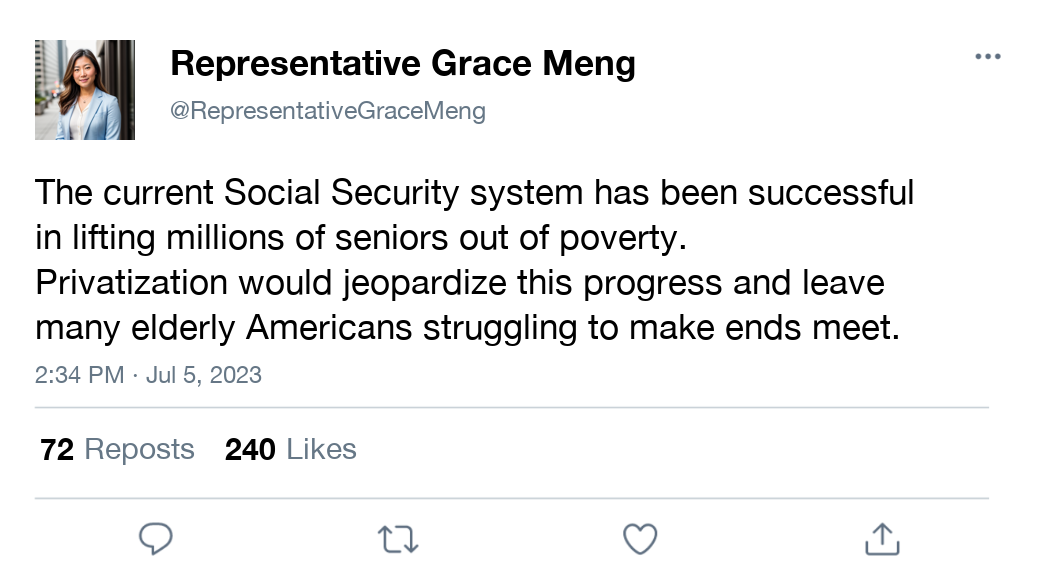 Representative Grace Meng
@RepresentativeGraceMeng
The current Social Security system has been successful
in lifting millions of seniors out of poverty.
Privatization would jeopardize this progress and leave
many elderly Americans struggling to make ends meet.
2:34 PM · Jul 5, 2023
72 Reposts 240 Likes